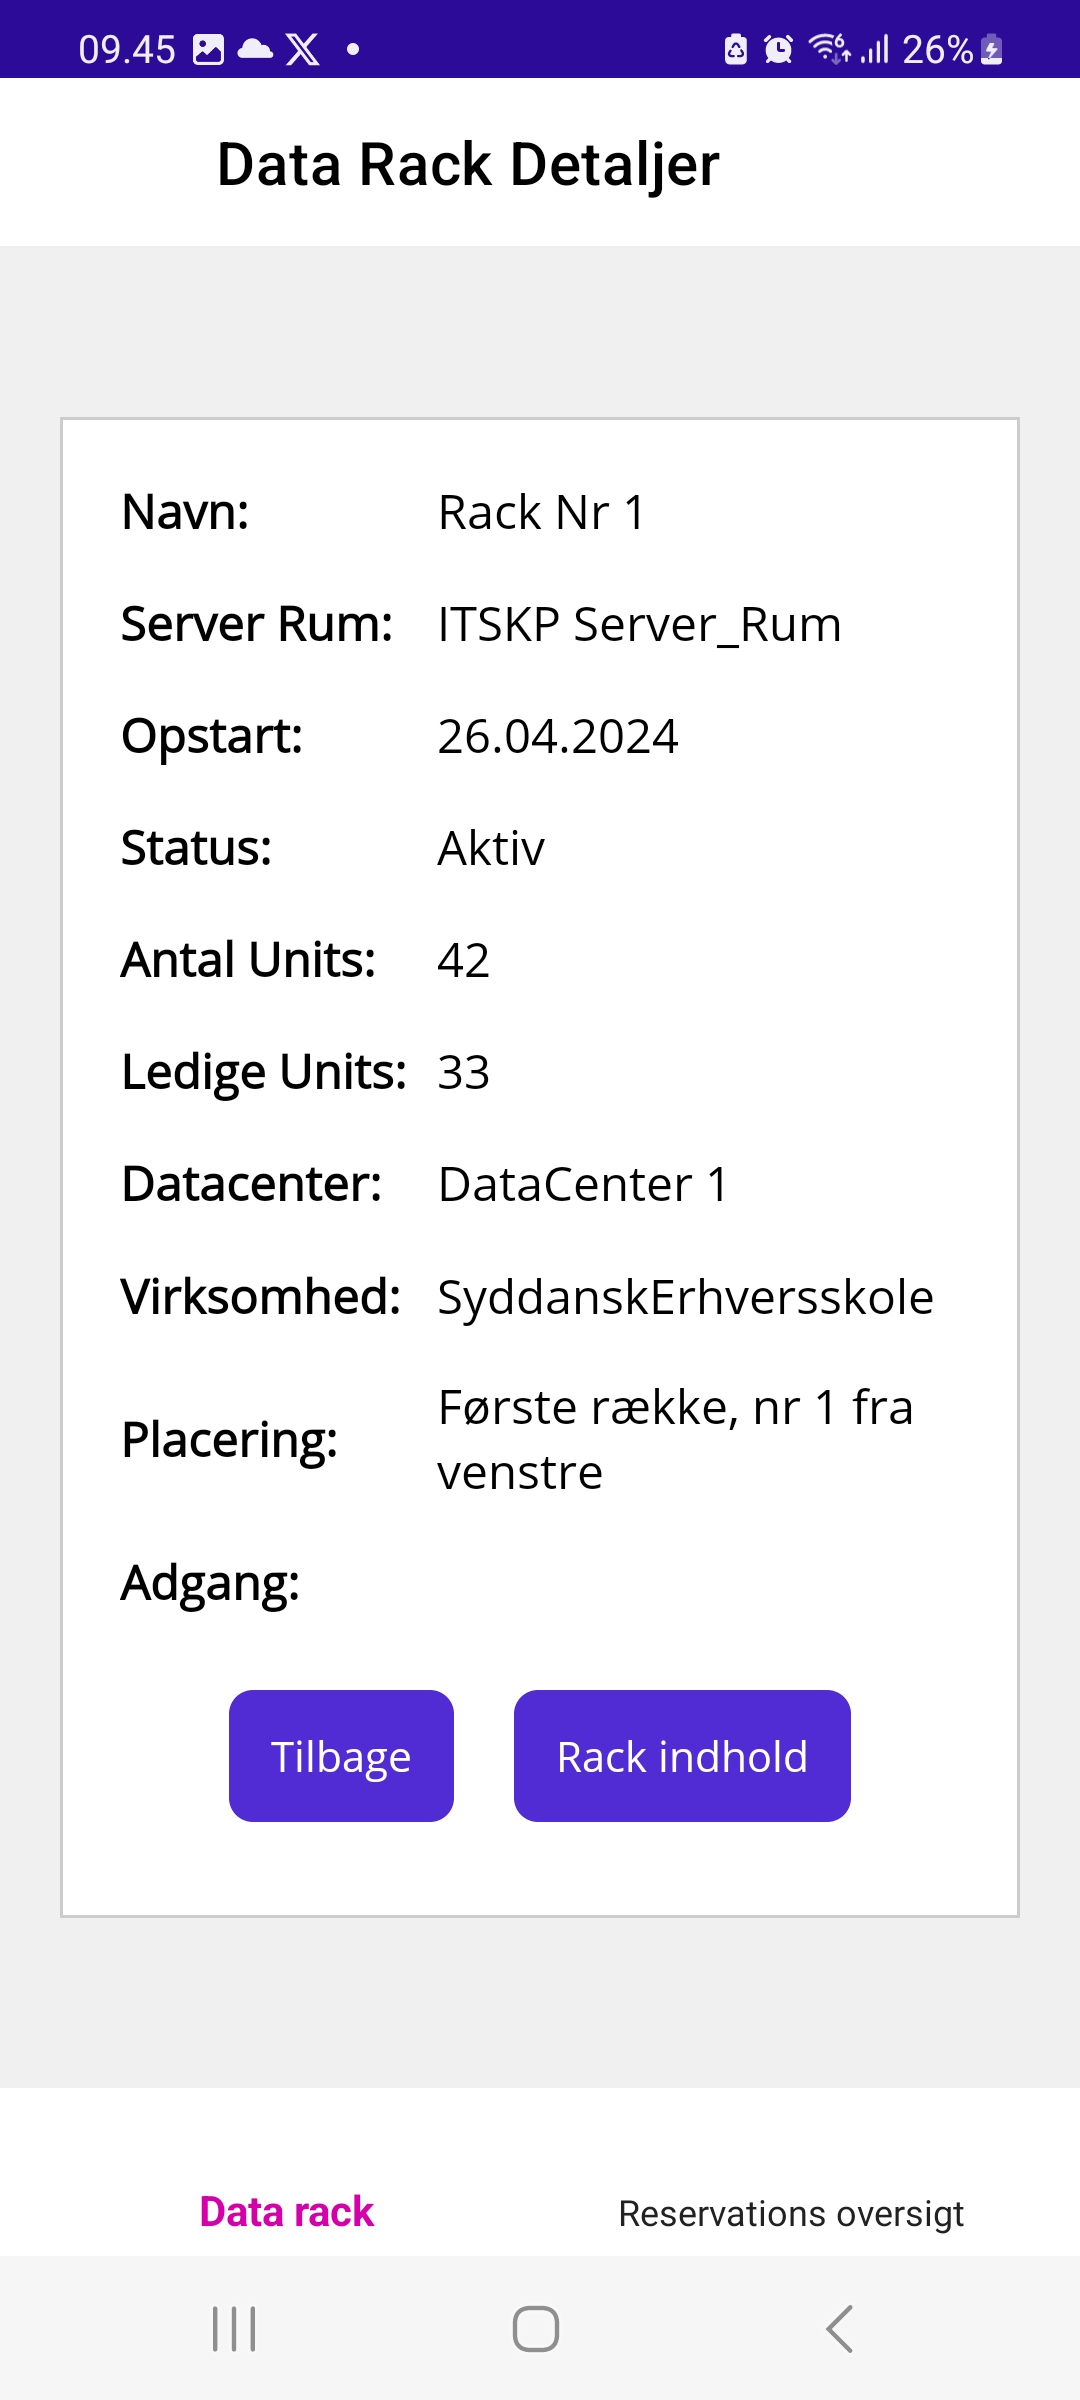 09.45 26%
Data Rack Detaljer
Navn: Rack Nr 1
Server Rum: ITSKP Server_Rum
Opstart: 26.04.2024
Status: Aktiv
Antal Units: 42
Ledige Units: 33
Datacenter: DataCenter 1
Virksomhed: SyddanskErhversskole
Placering: Første række, nr 1 fra
venstre
Adgang:
Tilbage Rack indhold
Data rack Reservations oversigt